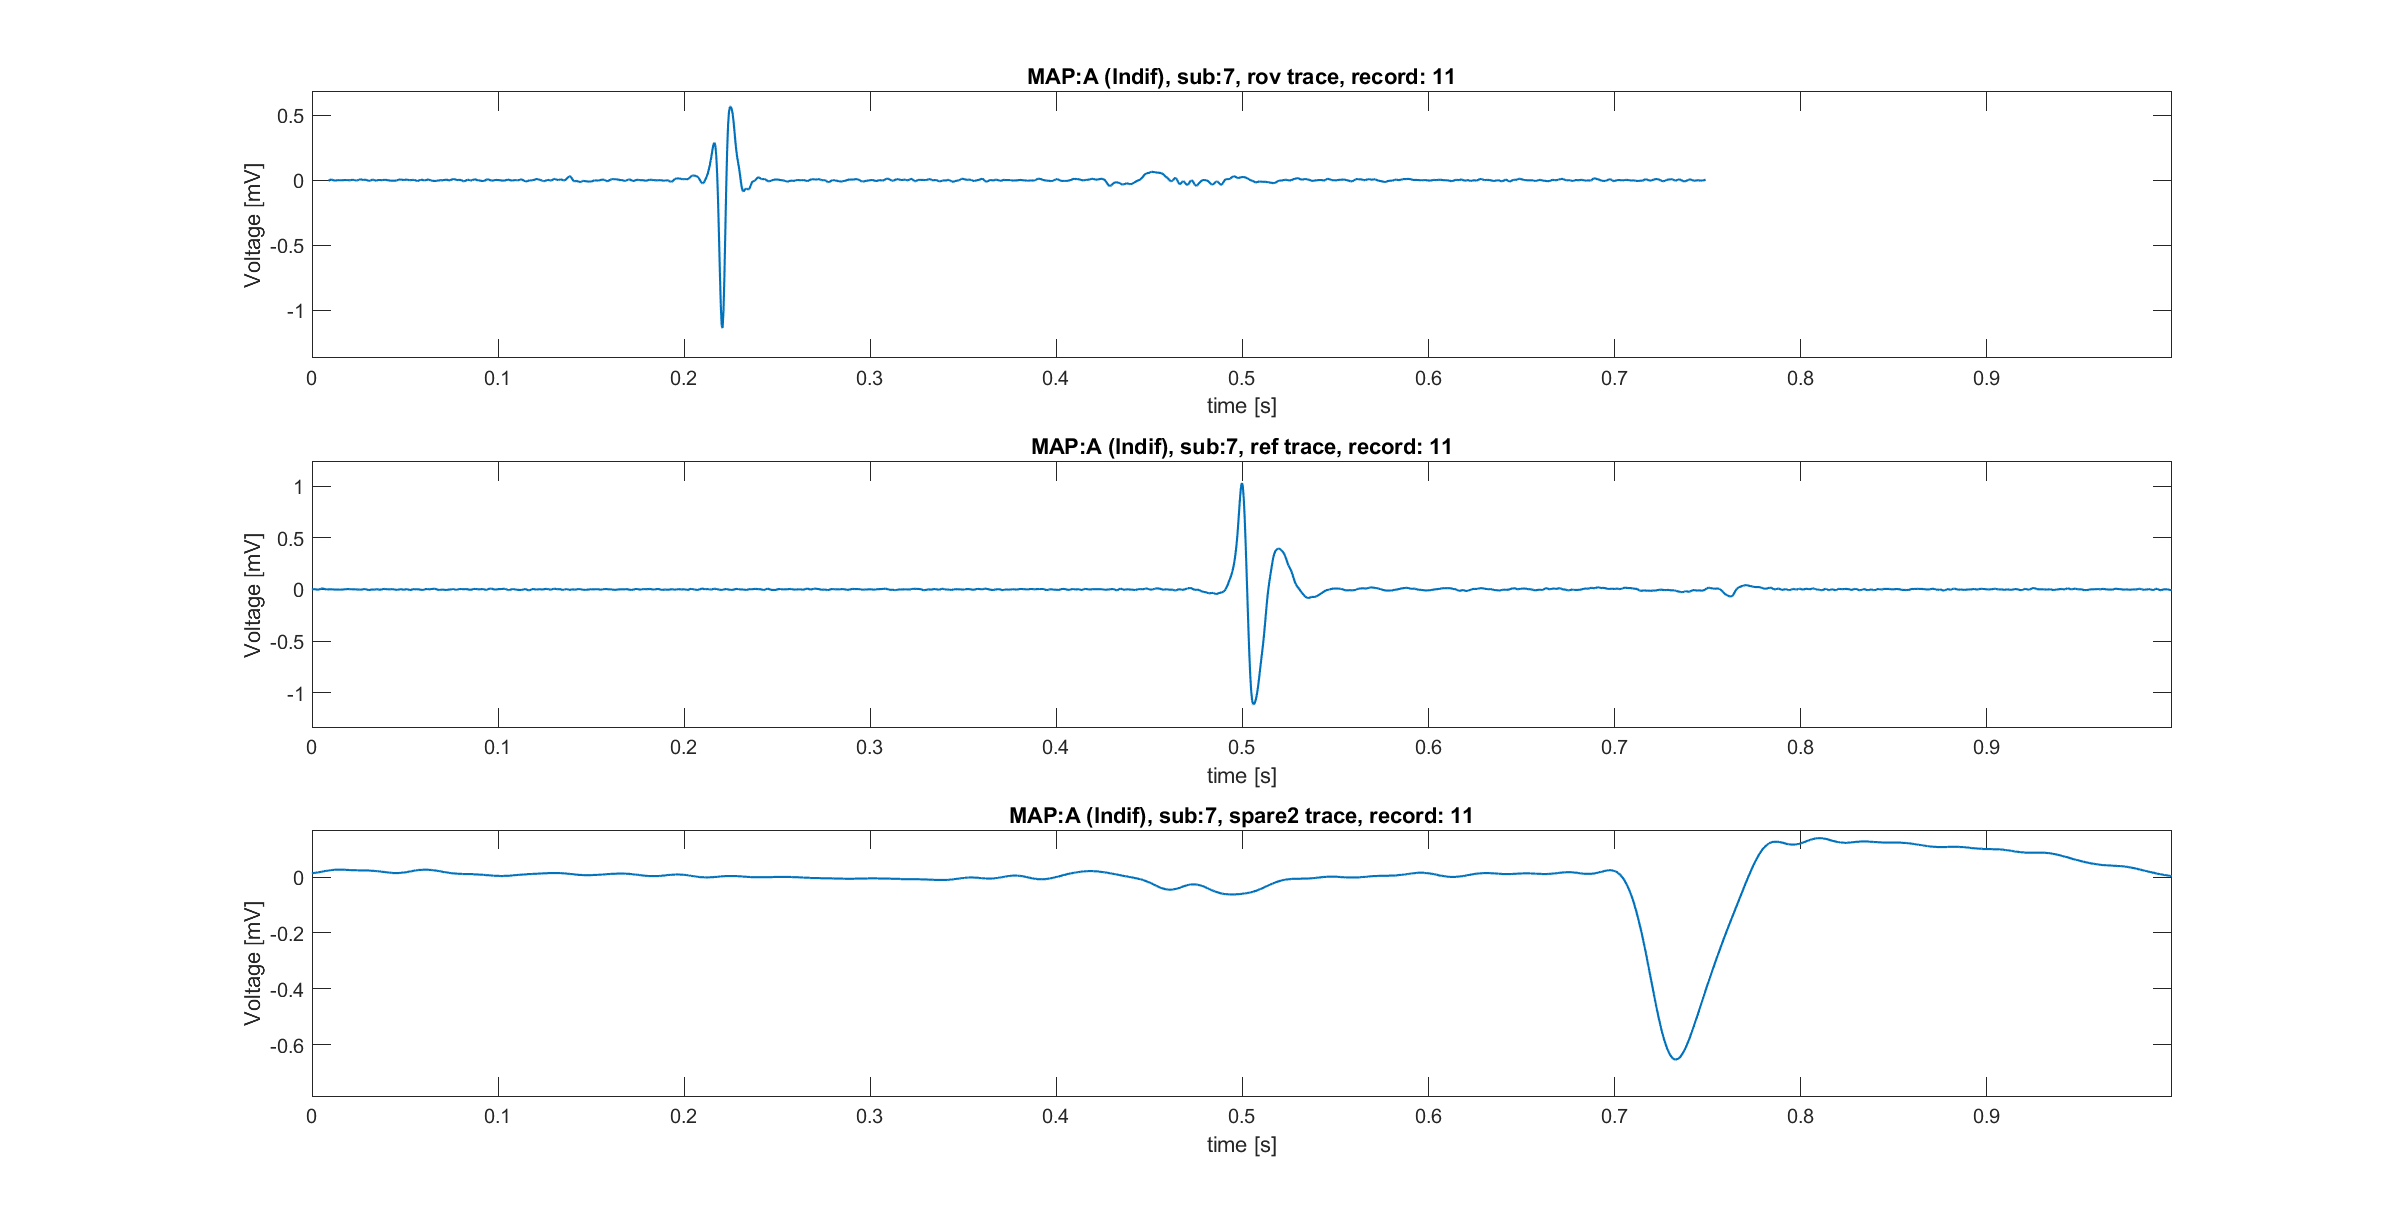 MAP:A (Indif), sub:7, rov trace, record: 11
Voltage [mV]
0.5
0
-0.5
-1
0 0.1 0.2 0.3 0.4 0.5 0.6 0.7 0.8 0.9
time [s]
MAP:A (Indif), sub:7, ref trace, record: 11
Voltage [mV]
1
0.5
0
-0.5
-1
0 0.1 0.2 0.3 0.4 0.5 0.6 0.7 0.8 0.9
time [s]
MAP:A (Indif), sub:7, spare2 trace, record: 11
Voltage [mV]
0
-0.2
-0.4
-0.6
0 0.1 0.2 0.3 0.4 0.5 0.6 0.7 0.8 0.9
time [s]